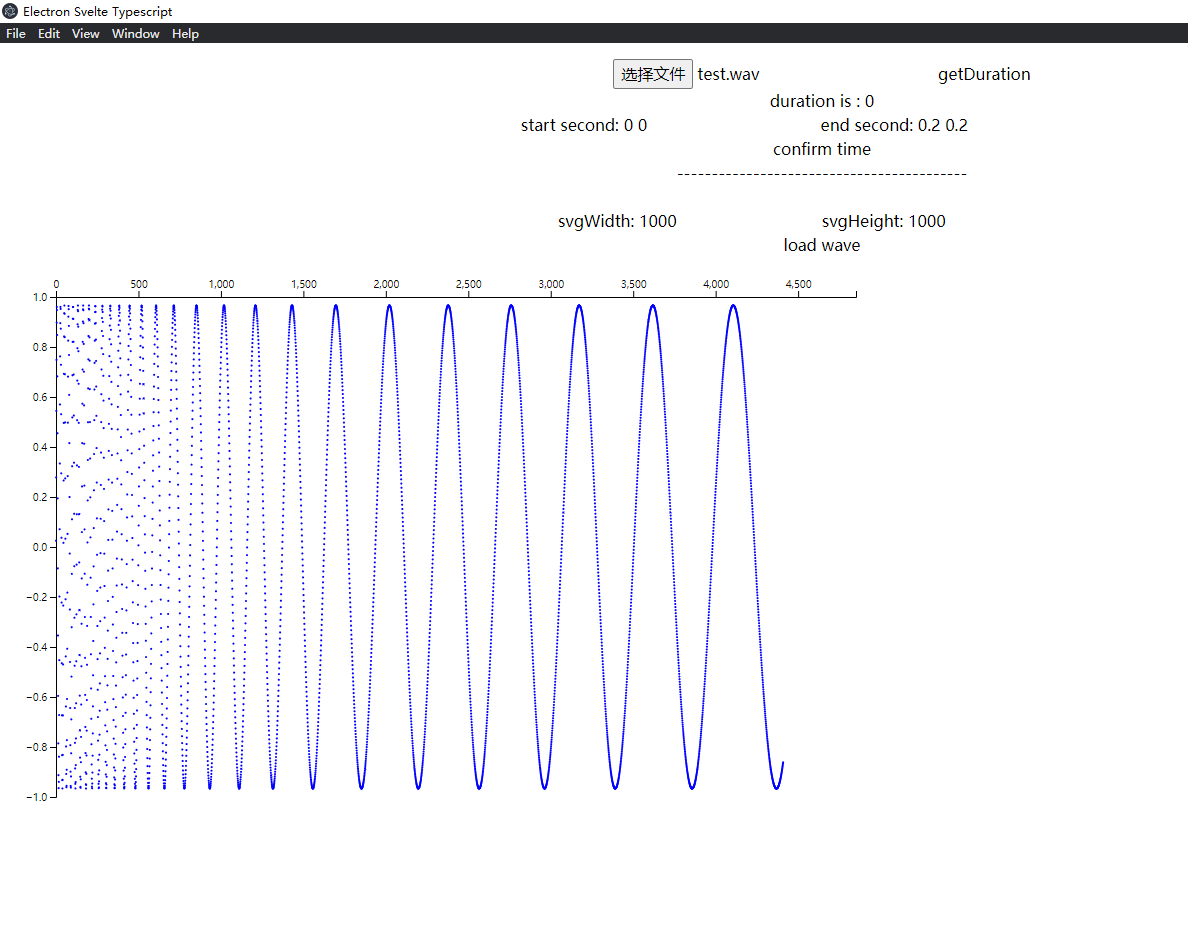 Electron Svelte Typescript
File Edit View Window Help
选择文件 test.wav getDuration
duration is : 0
start second: 0 0 end second: 0.2 0.2
confirm time
------------------------------------------
svgWidth: 1000 svgHeight: 1000
load wave
0 500 1,000 1,500 2,000 2,500 3,000 3,500 4,000 4,500
1.0
0.8
0.6
0.4
0.2
0.0
−0.2
−0.4
−0.6
−0.8
−1.0